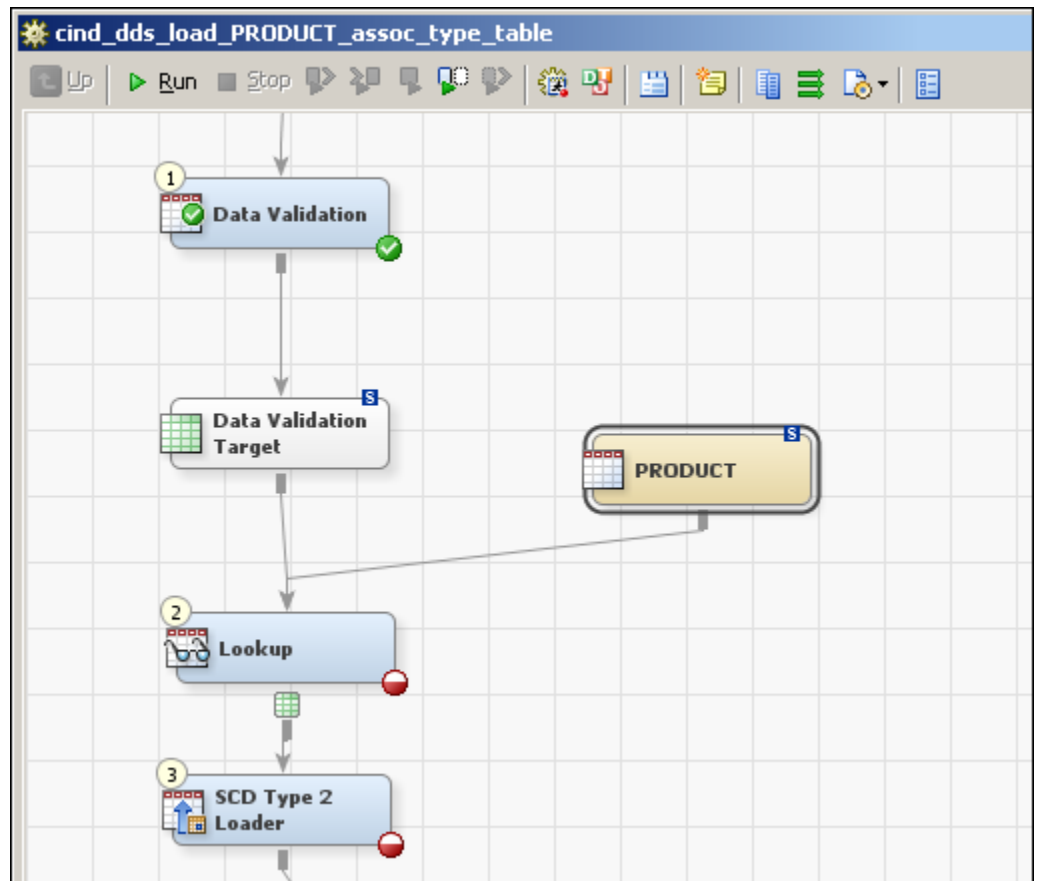 cind_dds_load_PRODUCT_assoc_type_table
Up Run Stop
1
Data Validation
S
Data Validation
Target
S
PRODUCT
2
Lookup
3
SCD Type 2
Loader